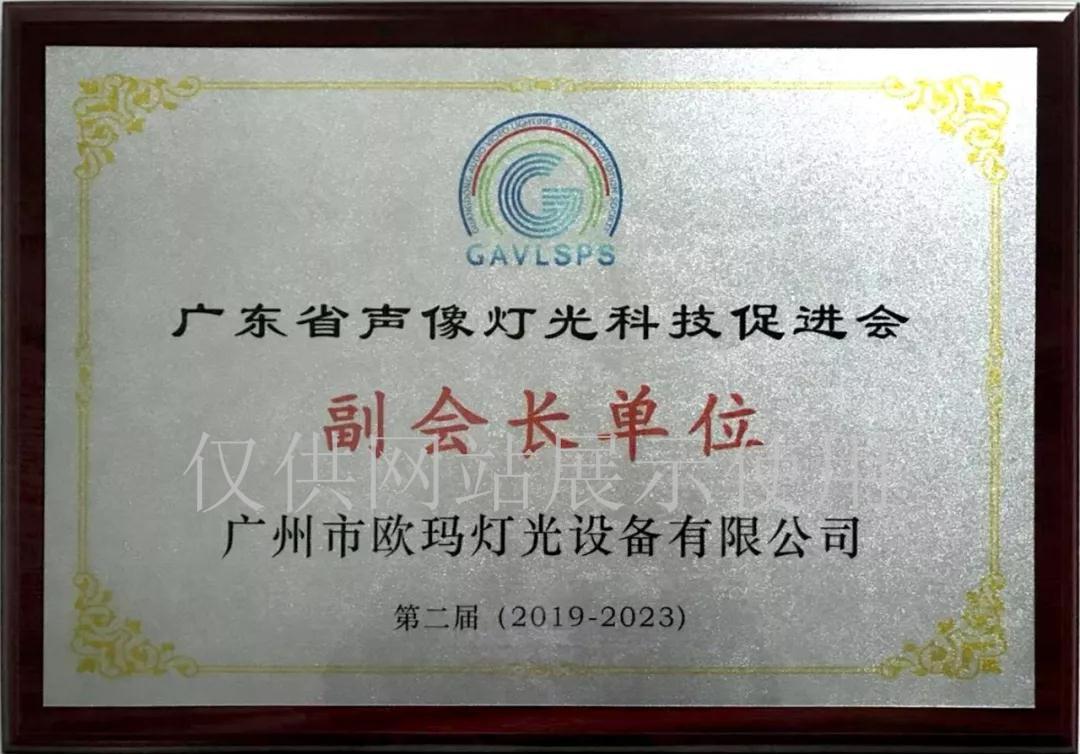 GAVLSPS
广东省声像灯光科技促进会
副会长单位
仅供网站展示使用
广州市欧玛灯光设备有限公司
第二届（2019-2023）